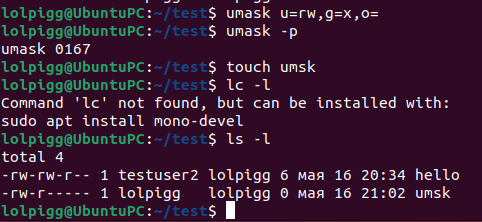 lolpigg@UbuntuPC:~/test$ umask u=rw,g=x,o=
lolpigg@UbuntuPC:~/test$ umask -p
umask 0167
lolpigg@UbuntuPC:~/test$ touch umsk
lolpigg@UbuntuPC:~/test$ lc -l
Command 'lc' not found, but can be installed with:
sudo apt install mono-devel
lolpigg@UbuntuPC:~/test$ ls -l
total 4
-rw-rw-r-- 1 testuser2 lolpigg 6 мая 16 20:34 hello
-rw-r----- 1 lolpigg   lolpigg 0 мая 16 21:02 umsk
lolpigg@UbuntuPC:~/test$